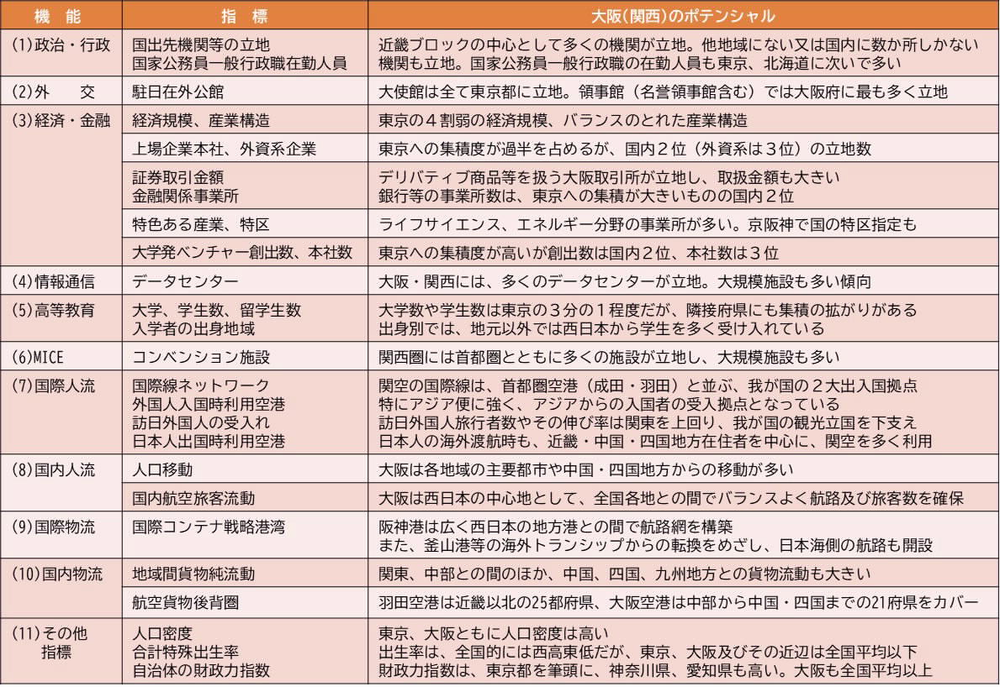 機　能　指　標　大阪(関西)のポテンシャル
(1)政治・行政　国出先機関等の立地　近畿ブロックの中心として多くの機関が立地。他地域にない又は国内に数か所しかない
国家公務員一般行政職在勤人員　機関も立地。国家公務員一般行政職の在勤人員も東京、北海道に次いで多い
(2)外　　交　駐日在外公館　大使館は全て東京都に立地。領事館（名誉領事館含む）では大阪府に最も多く立地
(3)経済・金融　経済規模、産業構造　東京の４割弱の経済規模、バランスのとれた産業構造
上場企業本社、外資系企業　東京への集積度が過半を占めるが、国内２位（外資系は３位）の立地数
証券取引金額　デリバティブ商品等を扱う大阪取引所が立地し、取扱金額も大きい
金融関係事業所　銀行等の事業所数は、東京への集積が大きいものの国内２位
特色ある産業、特区　ライフサイエンス、エネルギー分野の事業所が多い。京阪神で国の特区指定も
大学発ベンチャー創出数、本社数　東京への集積度が高いが創出数は国内２位、本社数は３位
(4)情報通信　データセンター　大阪・関西には、多くのデータセンターが立地。大規模施設も多い傾向
(5)高等教育　大学、学生数、留学生数　大学数や学生数は東京の３分の１程度だが、隣接府県にも集積の拡がりがある
入学者の出身地域　出身別では、地元以外では西日本から学生を多く受け入れている
(6)MICE　コンベンション施設　関西圏には首都圏とともに多くの施設が立地し、大規模施設も多い
(7)国際人流　国際線ネットワーク　関空の国際線は、首都圏空港（成田・羽田）と並ぶ、我が国の２大出入国拠点
外国人入国時利用空港　特にアジア便に強く、アジアからの入国者の受入拠点となっている
訪日外国人の受入れ　訪日外国人旅行者数やその伸び率は関東を上回り、我が国の観光立国を下支え
日本人出国時利用空港　日本人の海外渡航時も、近畿・中国・四国地方在住者を中心に、関空を多く利用
(8)国内人流　人口移動　大阪は各地域の主要都市や中国・四国地方からの移動が多い
国内航空旅客流動　大阪は西日本の中心地として、全国各地との間でバランスよく航路及び旅客数を確保
(9)国際物流　国際コンテナ戦略港湾　阪神港は広く西日本の地方港との間で航路網を構築
また、釜山港等の海外トランシップからの転換をめざし、日本海側の航路も開設
(10)国内物流　地域間貨物純流動　関東、中部との間のほか、中国、四国、九州地方との貨物流動も大きい
航空貨物後背圏　羽田空港は近畿以北の25都府県、大阪空港は中部から中国・四国までの21府県をカバー
(11)その他　人口密度　東京、大阪ともに人口密度は高い
指標　合計特殊出生率　出生率は、全国的には西高東低だが、東京、大阪及びその近辺は全国平均以下
自治体の財政力指数　財政力指数は、東京都を筆頭に、神奈川県、愛知県も高い。大阪も全国平均以上